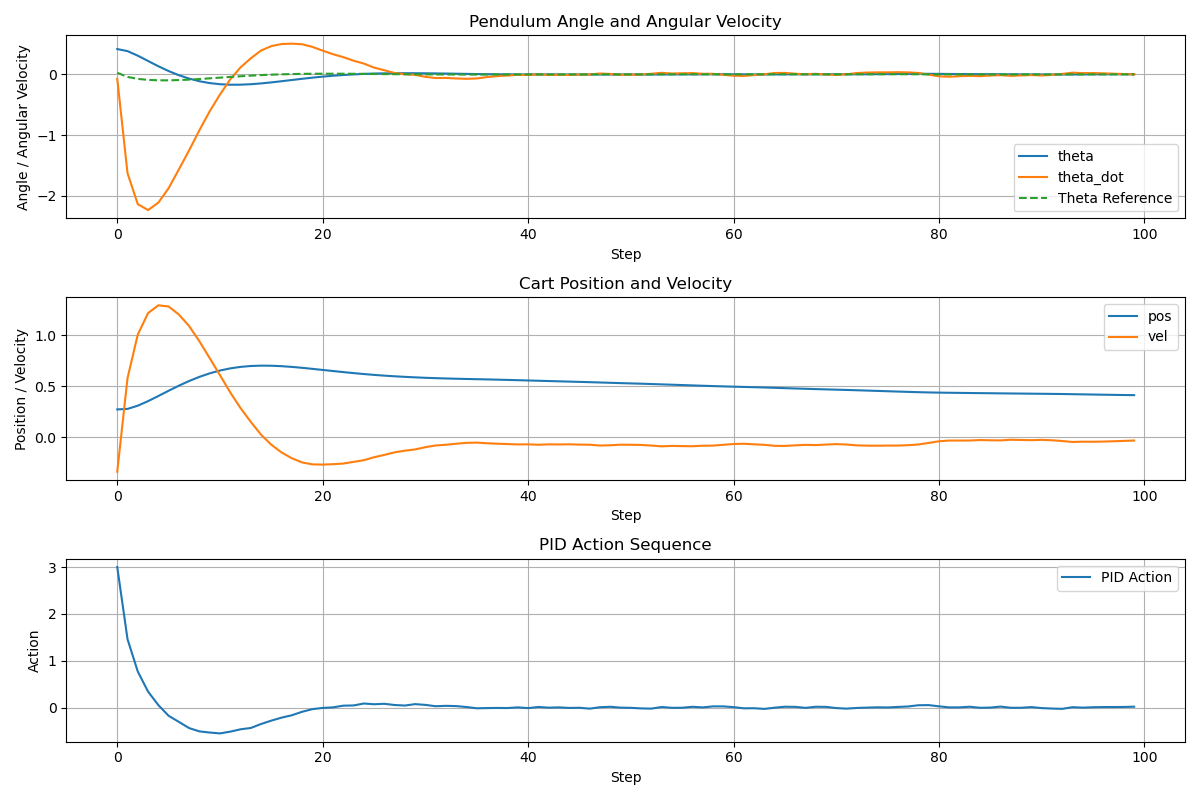 Pendulum Angle and Angular Velocity
Angle / Angular Velocity
0
−1
−2
theta
theta_dot
Theta Reference
0 20 40 60 80 100
Step
Cart Position and Velocity
Position / Velocity
1.0
0.5
0.0
pos
vel
0 20 40 60 80 100
Step
PID Action Sequence
Action
3
2
1
0
PID Action
0 20 40 60 80 100
Step